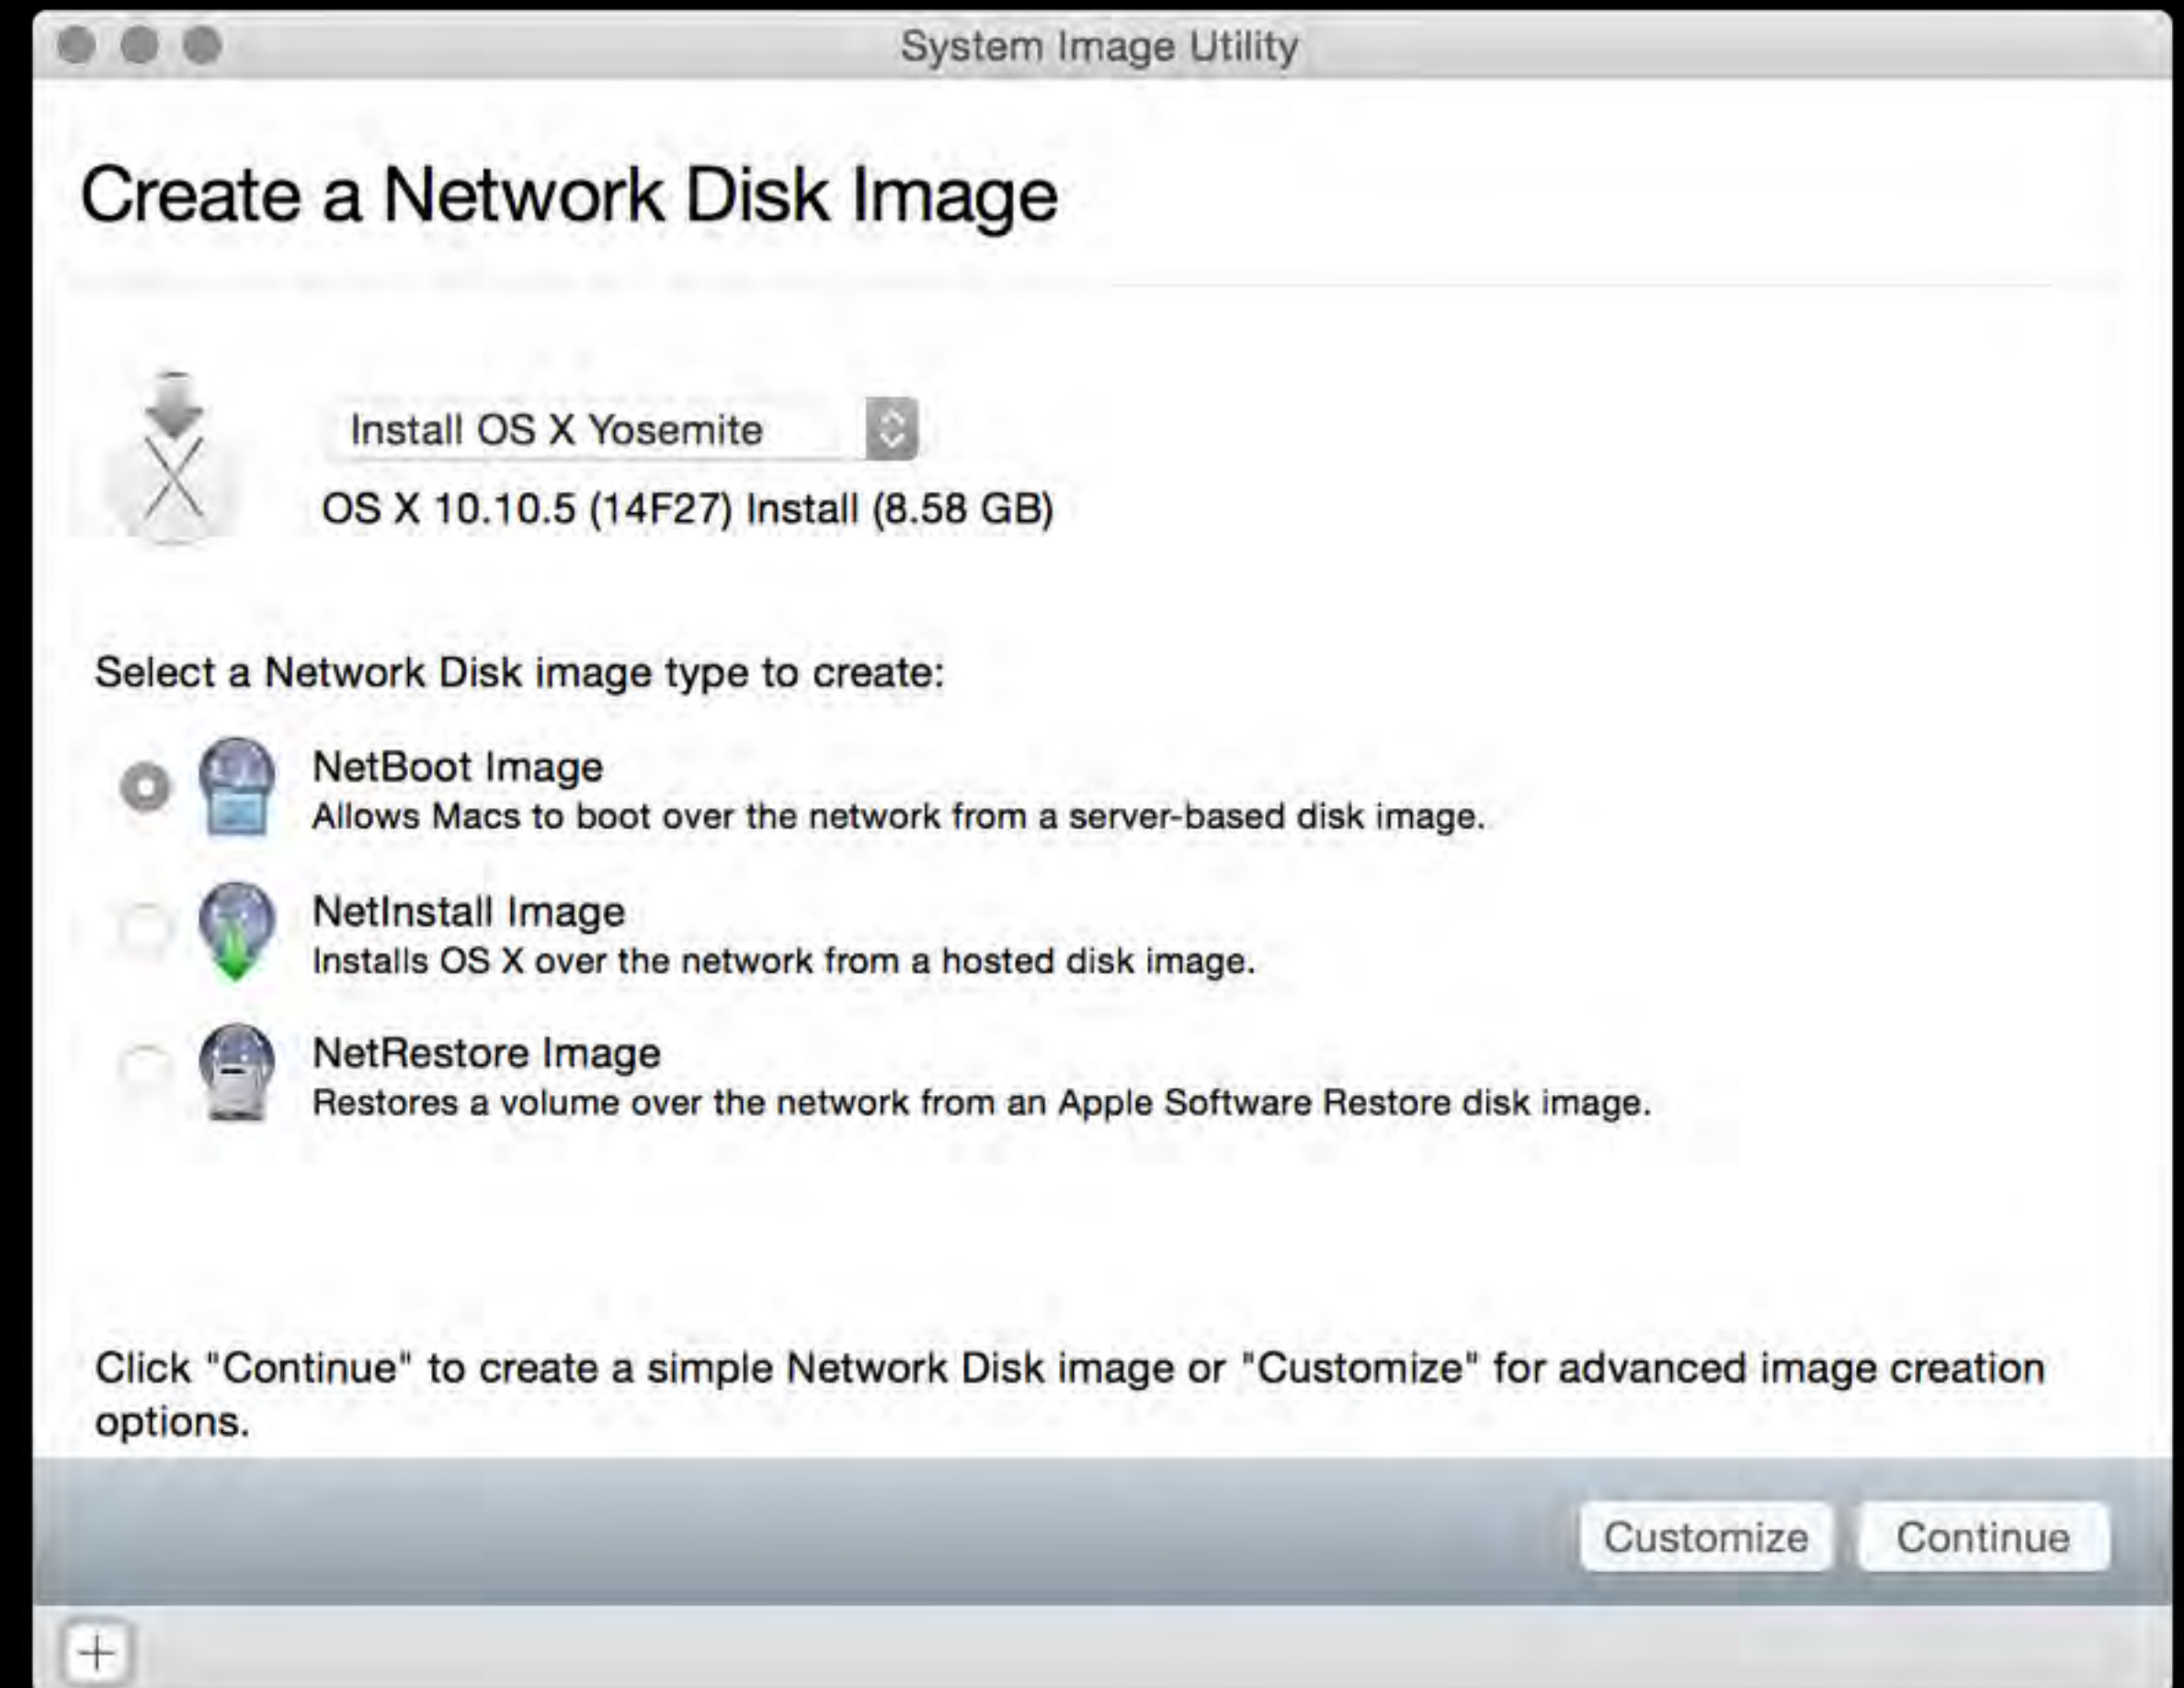 System Image Utility
Create a Network Disk Image
Install OS X Yosemite
OS X 10.10.5 (14F27) Install (8.58 GB)
Select a Network Disk image type to create:
NetBoot Image
Allows Macs to boot over the network from a server-based disk image.
NetInstall Image
Installs OS X over the network from a hosted disk image.
NetRestore Image
Restores a volume over the network from an Apple Software Restore disk image.
Click "Continue" to create a simple Network Disk image or "Customize" for advanced image creation
options.
Customize
Continue